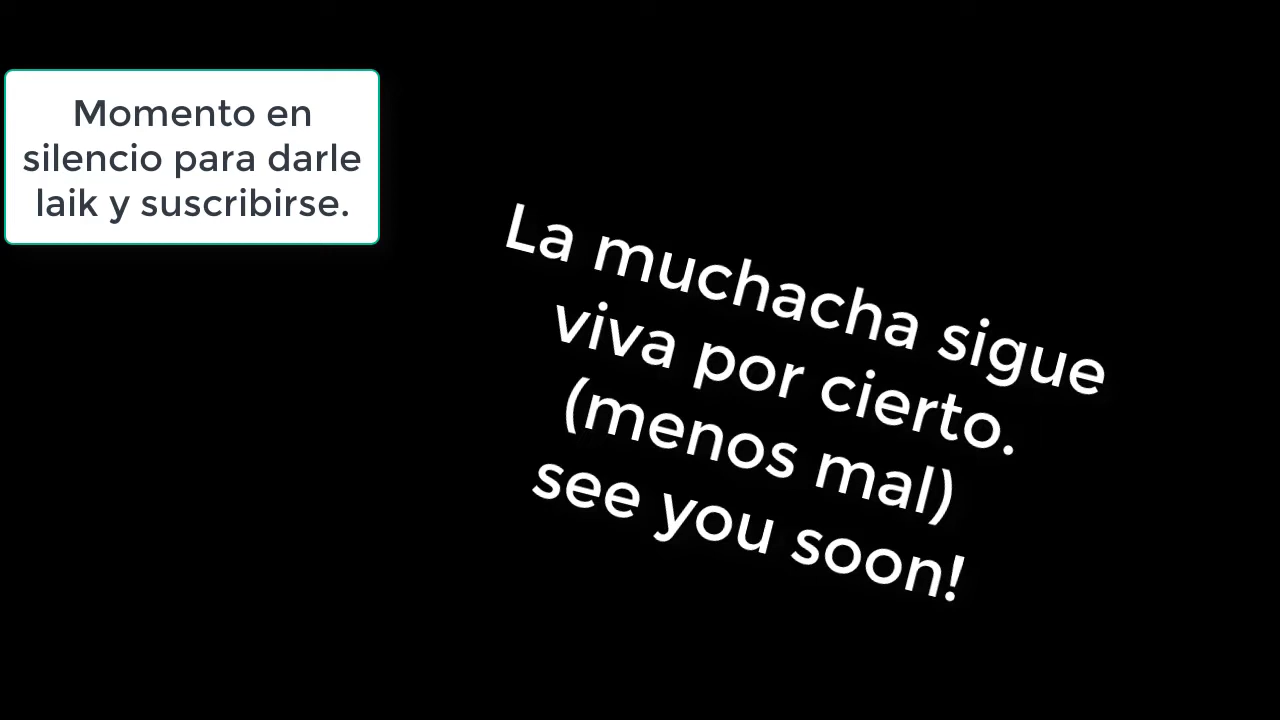 Momento en
silencio para darle
laik y suscribirse.
La muchacha sigue
viva por cierto.
(menos mal)
see you soon!